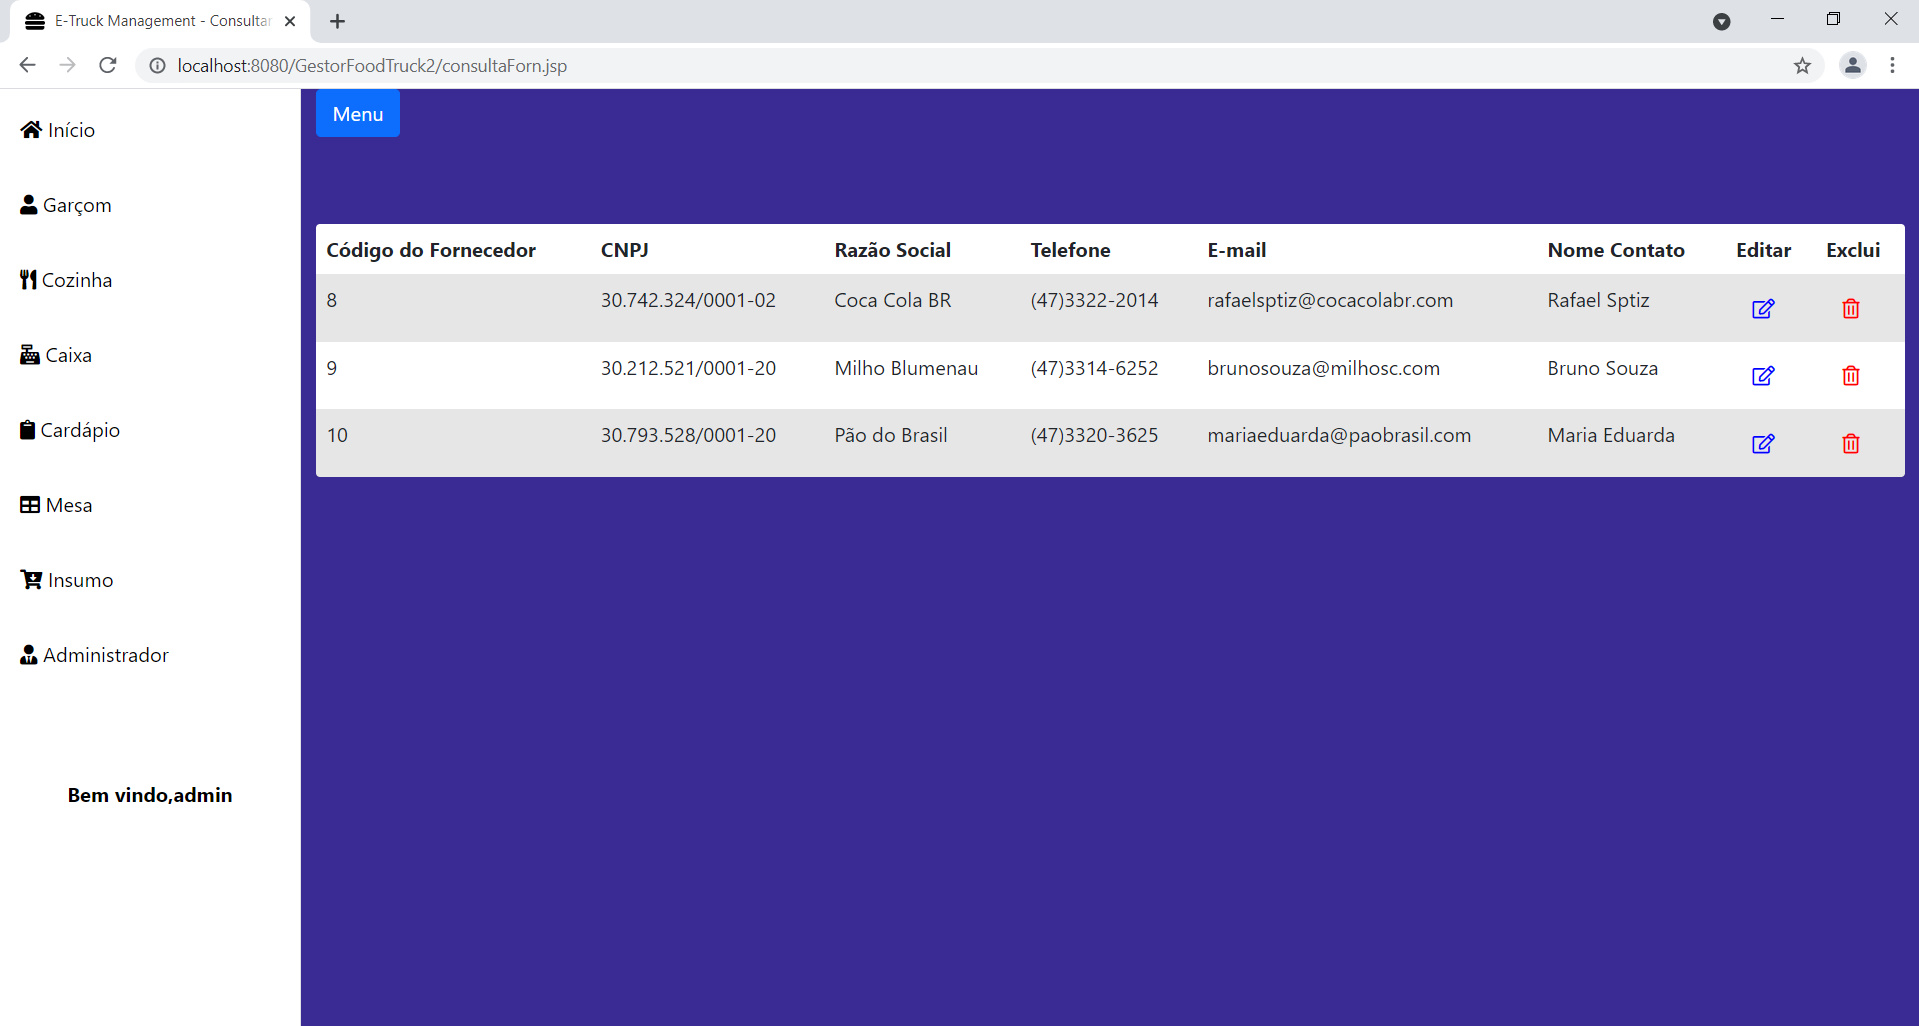 E-Truck Management - Consultar
localhost:8080/GestorFoodTruck2/consultaForn.jsp
Início
Garçom
Cozinha
Caixa
Cardápio
Mesa
Insumo
Administrador
Bem vindo,admin
Menu
Código do Fornecedor CNPJ Razão Social Telefone E-mail Nome Contato Editar Exclui
8 30.742.324/0001-02 Coca Cola BR (47)3322-2014 rafaelsptiz@cocacolabr.com Rafael Sptiz
9 30.212.521/0001-20 Milho Blumenau (47)3314-6252 brunosouza@milhosc.com Bruno Souza
10 30.793.528/0001-20 Pão do Brasil (47)3320-3625 mariaeduarda@paobrasil.com Maria Eduarda